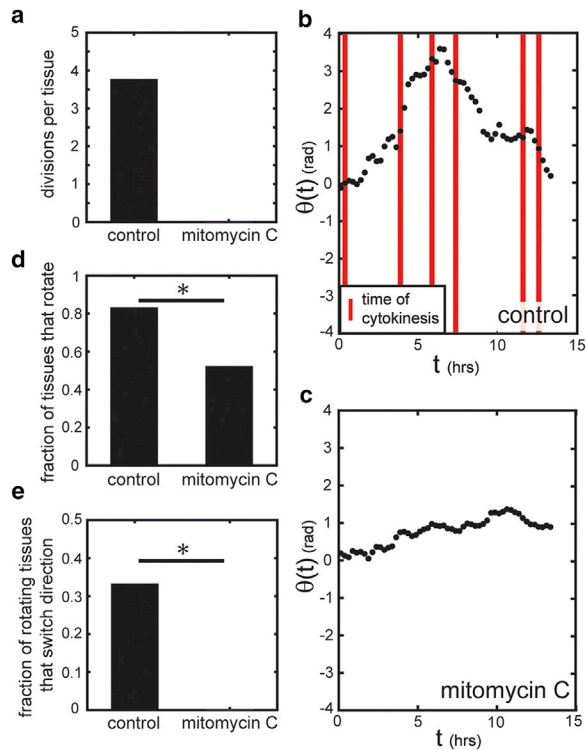 a
divisions per tissue
5
4
3
2
1
0
control
mitomycin C
b
θ(t) (rad)
4
3
2
1
0
-1
-2
-3
-4
time of
cytokinesis
control
0
5
10
15
t (hrs)
d
fraction of tissues that rotate
1
0.8
0.6
0.4
0.2
0
*
control
mitomycin C
c
θ(t) (rad)
4
3
2
1
0
-1
-2
-3
-4
mitomycin C
0
5
10
15
t (hrs)
e
fraction of rotating tissues
that switch direction
0.5
0.4
0.3
0.2
0.1
0
*
control
mitomycin C